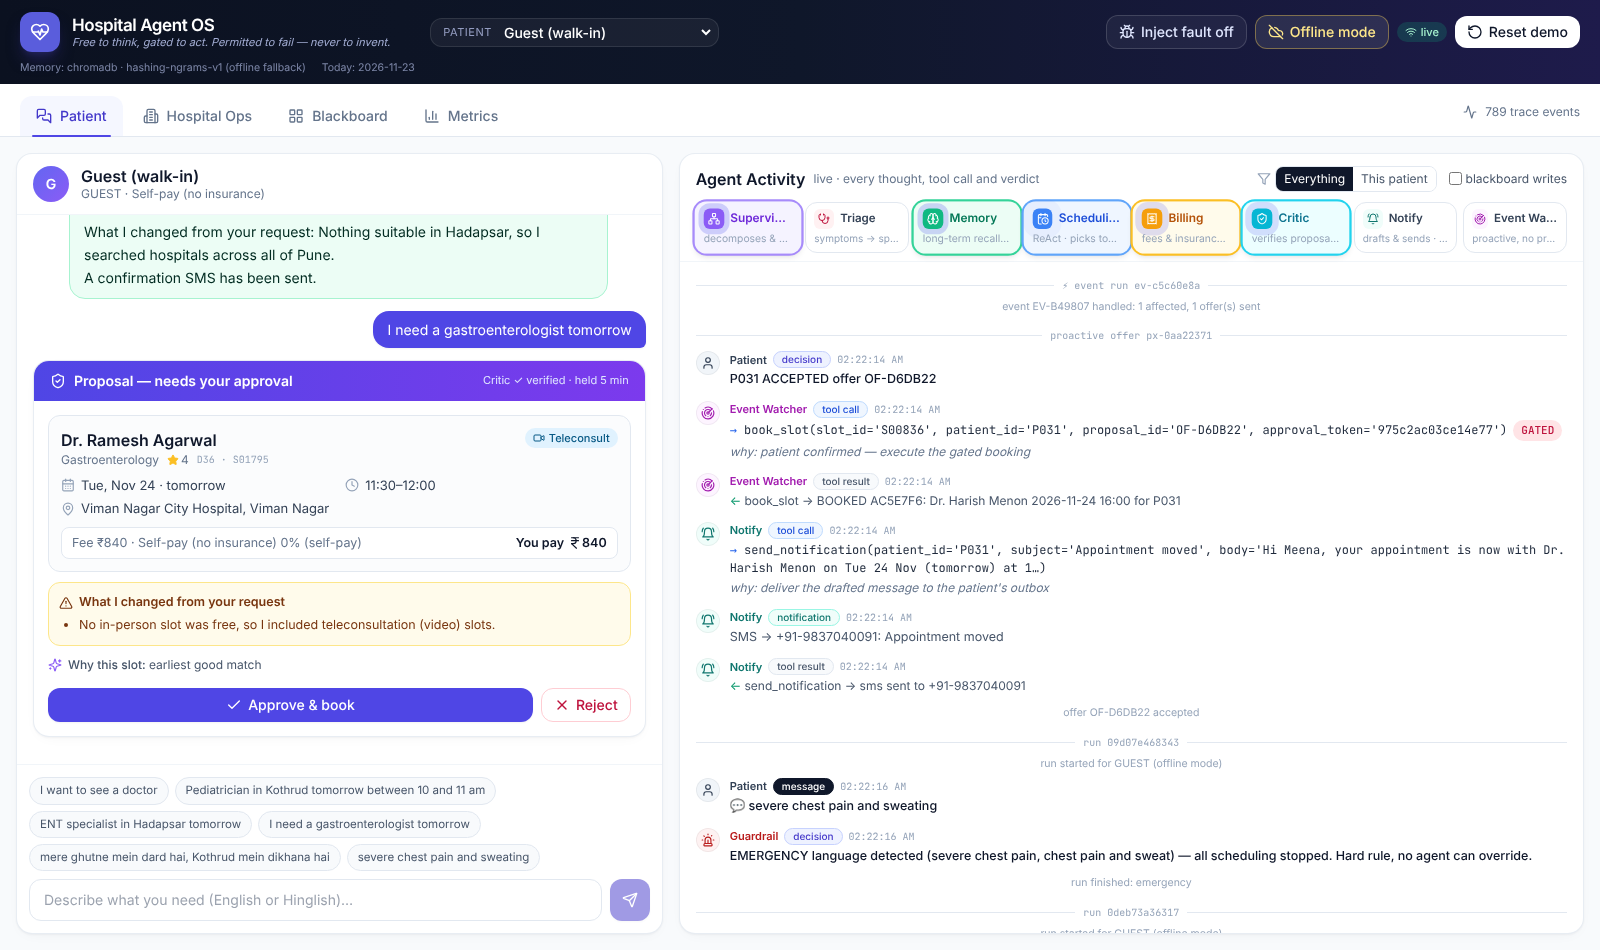 Hospital Agent OS
Free to think, gated to act. Permitted to fail — never to invent.
Memory: chromadb · hashing-ngrams-v1 (offline fallback) Today: 2026-11-23
PATIENT Guest (walk-in)
Inject fault off
Offline mode
live
Reset demo
Patient
Hospital Ops
Blackboard
Metrics
789 trace events
G
Guest (walk-in)
GUEST · Self-pay (no insurance)
What I changed from your request: Nothing suitable in Hadapsar, so I
searched hospitals across all of Pune.
A confirmation SMS has been sent.
I need a gastroenterologist tomorrow
Proposal — needs your approval
Critic ✓ verified · held 5 min
Dr. Ramesh Agarwal
Teleconsult
Gastroenterology ⭐ 4 D36 · S01795
Tue, Nov 24 · tomorrow
11:30–12:00
Viman Nagar City Hospital, Viman Nagar
Fee ₹840 · Self-pay (no insurance) 0% (self-pay)
You pay ₹840
What I changed from your request
• No in-person slot was free, so I included teleconsultation (video) slots.
Why this slot: earliest good match
Approve & book
Reject
I want to see a doctor
Pediatrician in Kothrud tomorrow between 10 and 11 am
ENT specialist in Hadapsar tomorrow
I need a gastroenterologist tomorrow
mere ghutne mein dard hai, Kothrud mein dikhana hai
severe chest pain and sweating
Describe what you need (English or Hinglish)...
Agent Activity live · every thought, tool call and verdict
Everything
This patient
blackboard writes
Supervi...
decomposes & ...
Triage
symptoms → sp...
Memory
long-term recall...
Scheduli...
ReAct · picks to...
Billing
fees & insuranc...
Critic
verifies proposa...
Notify
drafts & sends · ...
Event Wa...
proactive, no pr...
⚡ event run ev-c5c60e8a
event EV-B49807 handled: 1 affected, 1 offer(s) sent
proactive offer px-0aa22371
Patient decision 02:22:14 AM
P031 ACCEPTED offer OF-D6DB22
Event Watcher tool call 02:22:14 AM
→ book_slot(slot_id='S00836', patient_id='P031', proposal_id='OF-D6DB22', approval_token='975c2ac03ce14e77') GATED
why: patient confirmed — execute the gated booking
Event Watcher tool result 02:22:14 AM
← book_slot → BOOKED AC5E7F6: Dr. Harish Menon 2026-11-24 16:00 for P031
Notify tool call 02:22:14 AM
→ send_notification(patient_id='P031', subject='Appointment moved', body='Hi Meena, your appointment is now with Dr.
Harish Menon on Tue 24 Nov (tomorrow) at 1…)
why: deliver the drafted message to the patient's outbox
Notify notification 02:22:14 AM
SMS → +91-9837040091: Appointment moved
Notify tool result 02:22:14 AM
← send_notification → sms sent to +91-9837040091
offer OF-D6DB22 accepted
run 09d07e468343
run started for GUEST (offline mode)
Patient message 02:22:16 AM
💬 severe chest pain and sweating
Guardrail decision 02:22:16 AM
EMERGENCY language detected (severe chest pain, chest pain and sweat) — all scheduling stopped. Hard rule, no agent can override.
run finished: emergency
run 0deb73a36317
run started for GUEST (offline mode)